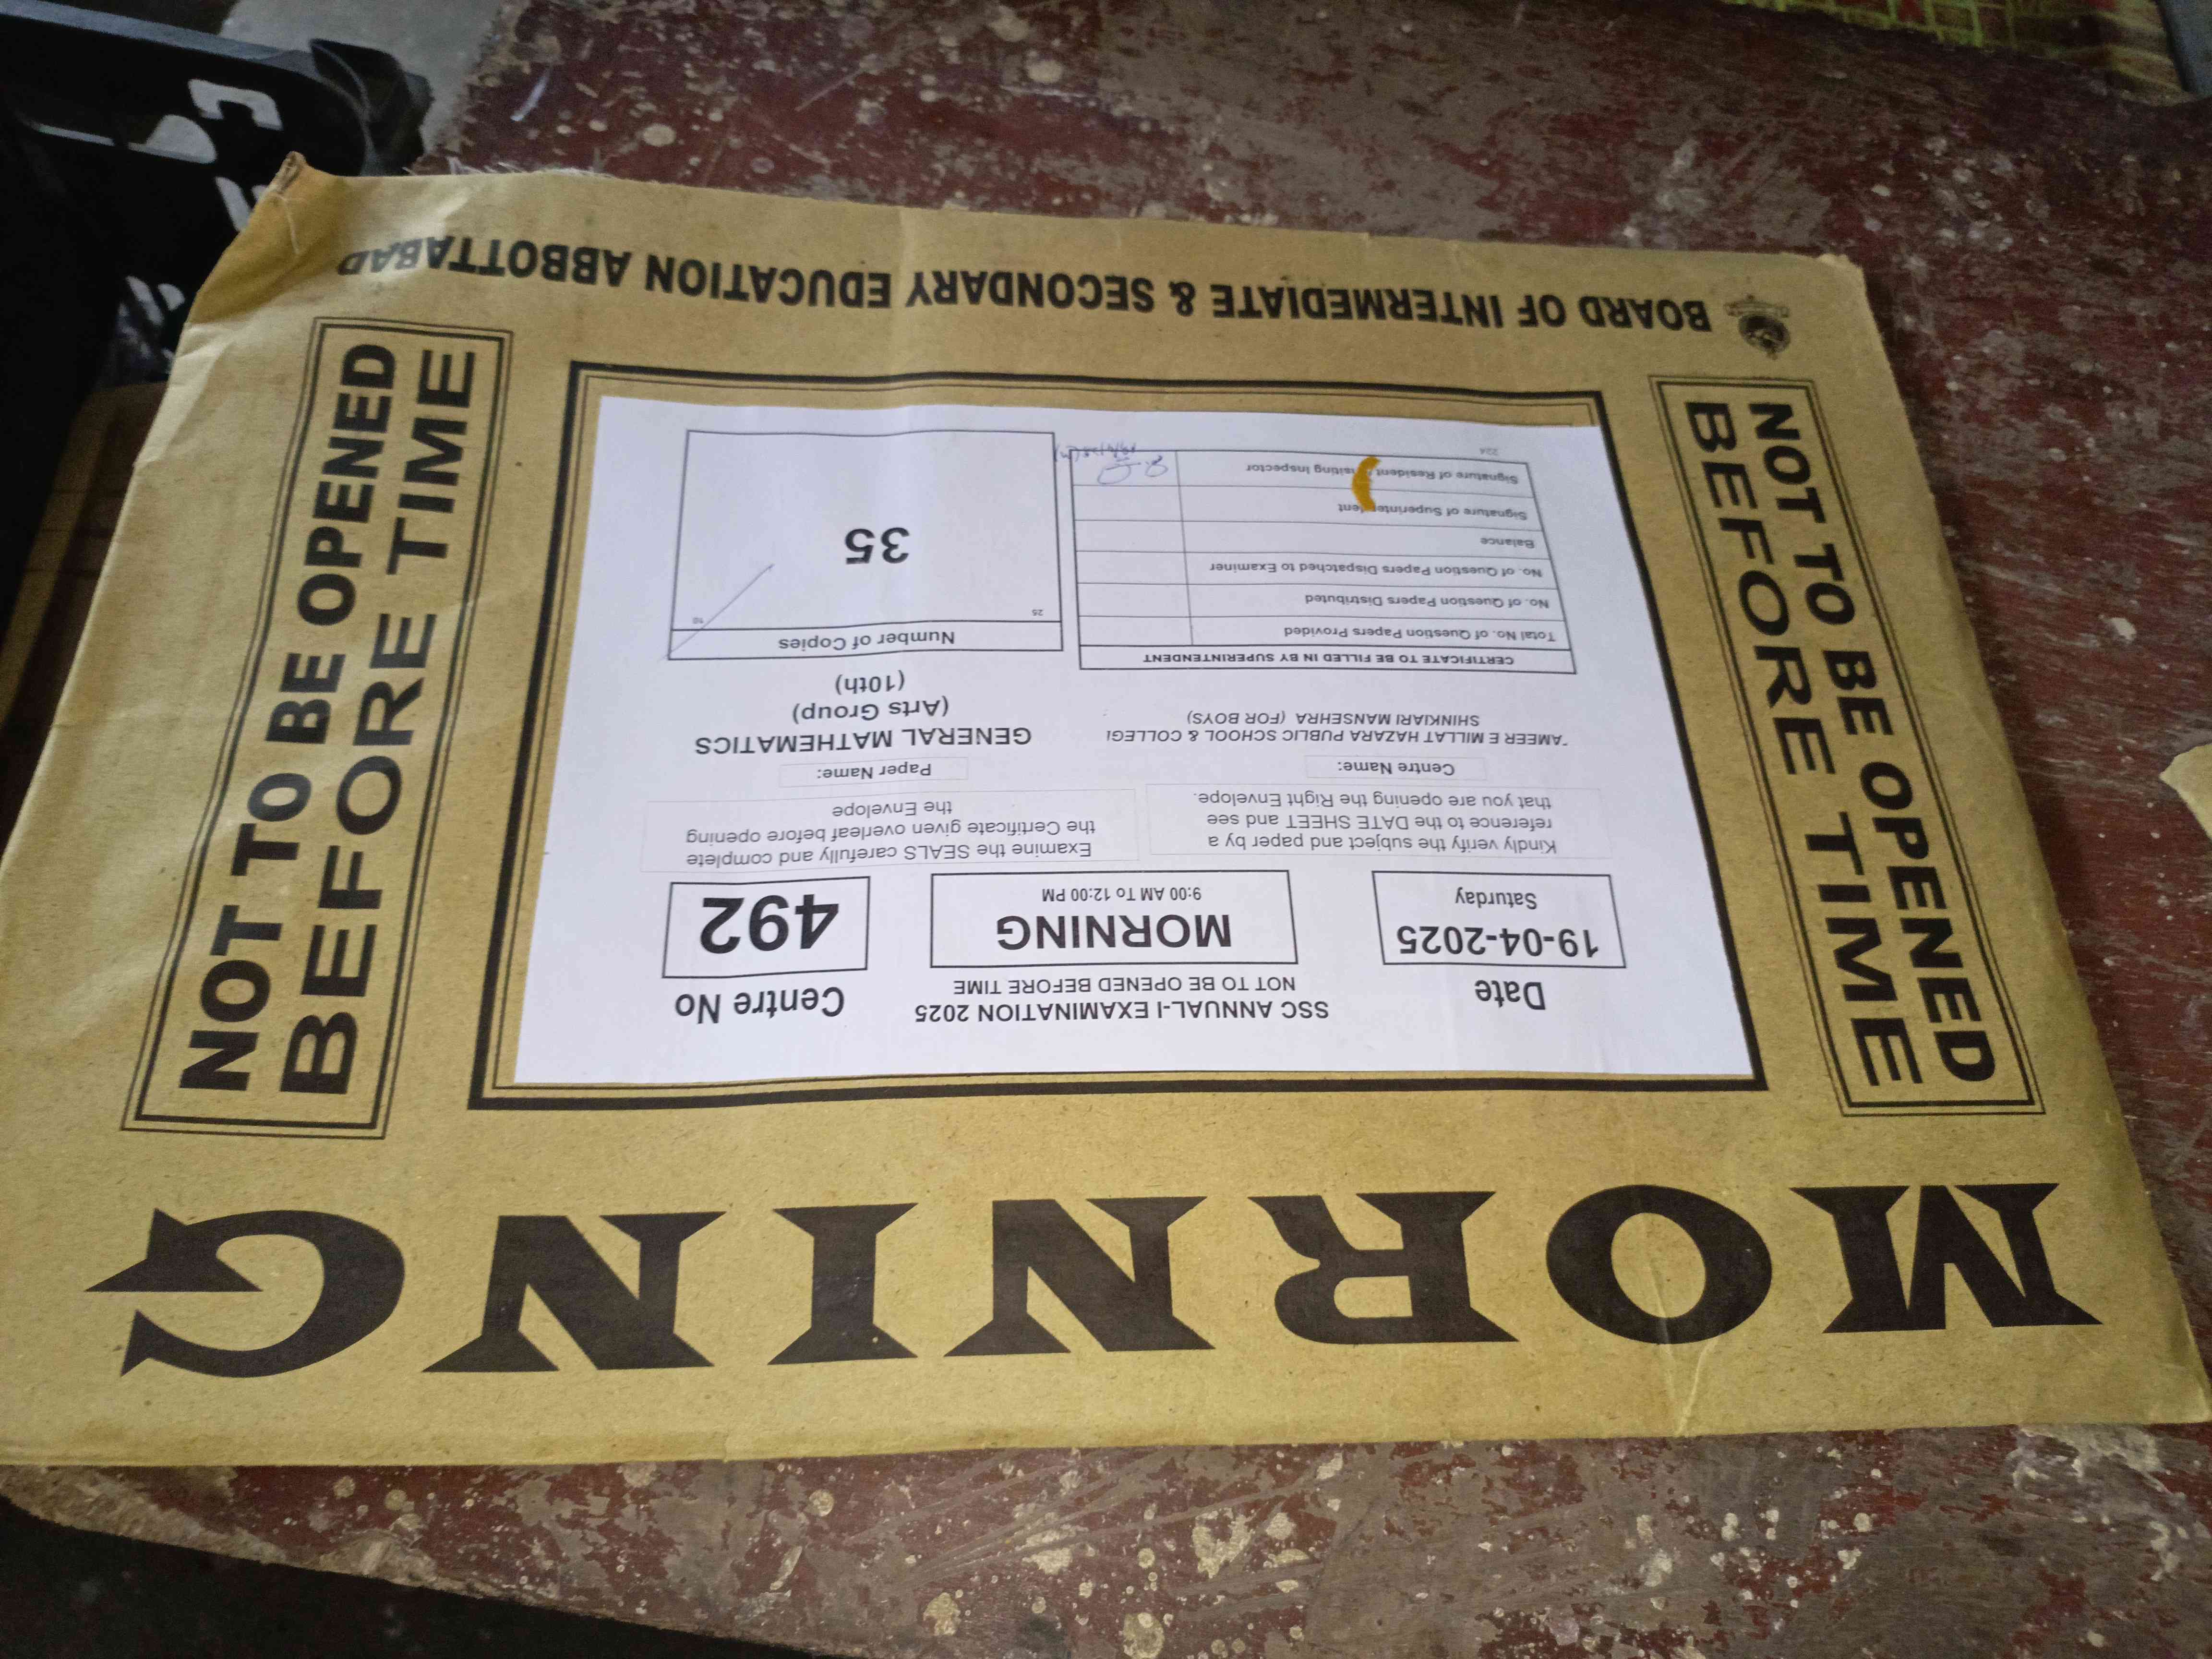 MORNING
NOT TO BE OPENED
BEFORE TIME
NOT TO BE OPENED
BEFORE TIME
Date
19-04-2025
Saturday
SSC ANNUAL-I EXAMINATION 2025
NOT TO BE OPENED BEFORE TIME
MORNING
9:00 AM To 12:00 PM
Centre No
492
Kindly verify the subject and paper by a
reference to the DATE SHEET and see
that you are opening the Right Envelope.
Examine the SEALS carefully and complete
the Certificate given overleaf before opening
the Envelope
Centre Name:
AMEER E MILLAT HAZARA PUBLIC SCHOOL & COLLEGE
SHINKIARI MANSEHRA (FOR BOYS)
Paper Name:
GENERAL MATHEMATICS
(Arts Group)
(10th)
CERTIFICATE TO BE FILLED IN BY SUPERINTENDENT
Total No. of Question Papers Provided
No. of Question Papers Distributed
No. of Question Papers Dispatched to Examiner
Balance
Signature of Superintendent
Signature of Resident / Visiting Inspector
224
Number of Copies
25 10
35
BOARD OF INTERMEDIATE & SECONDARY EDUCATION ABBOTTABAD